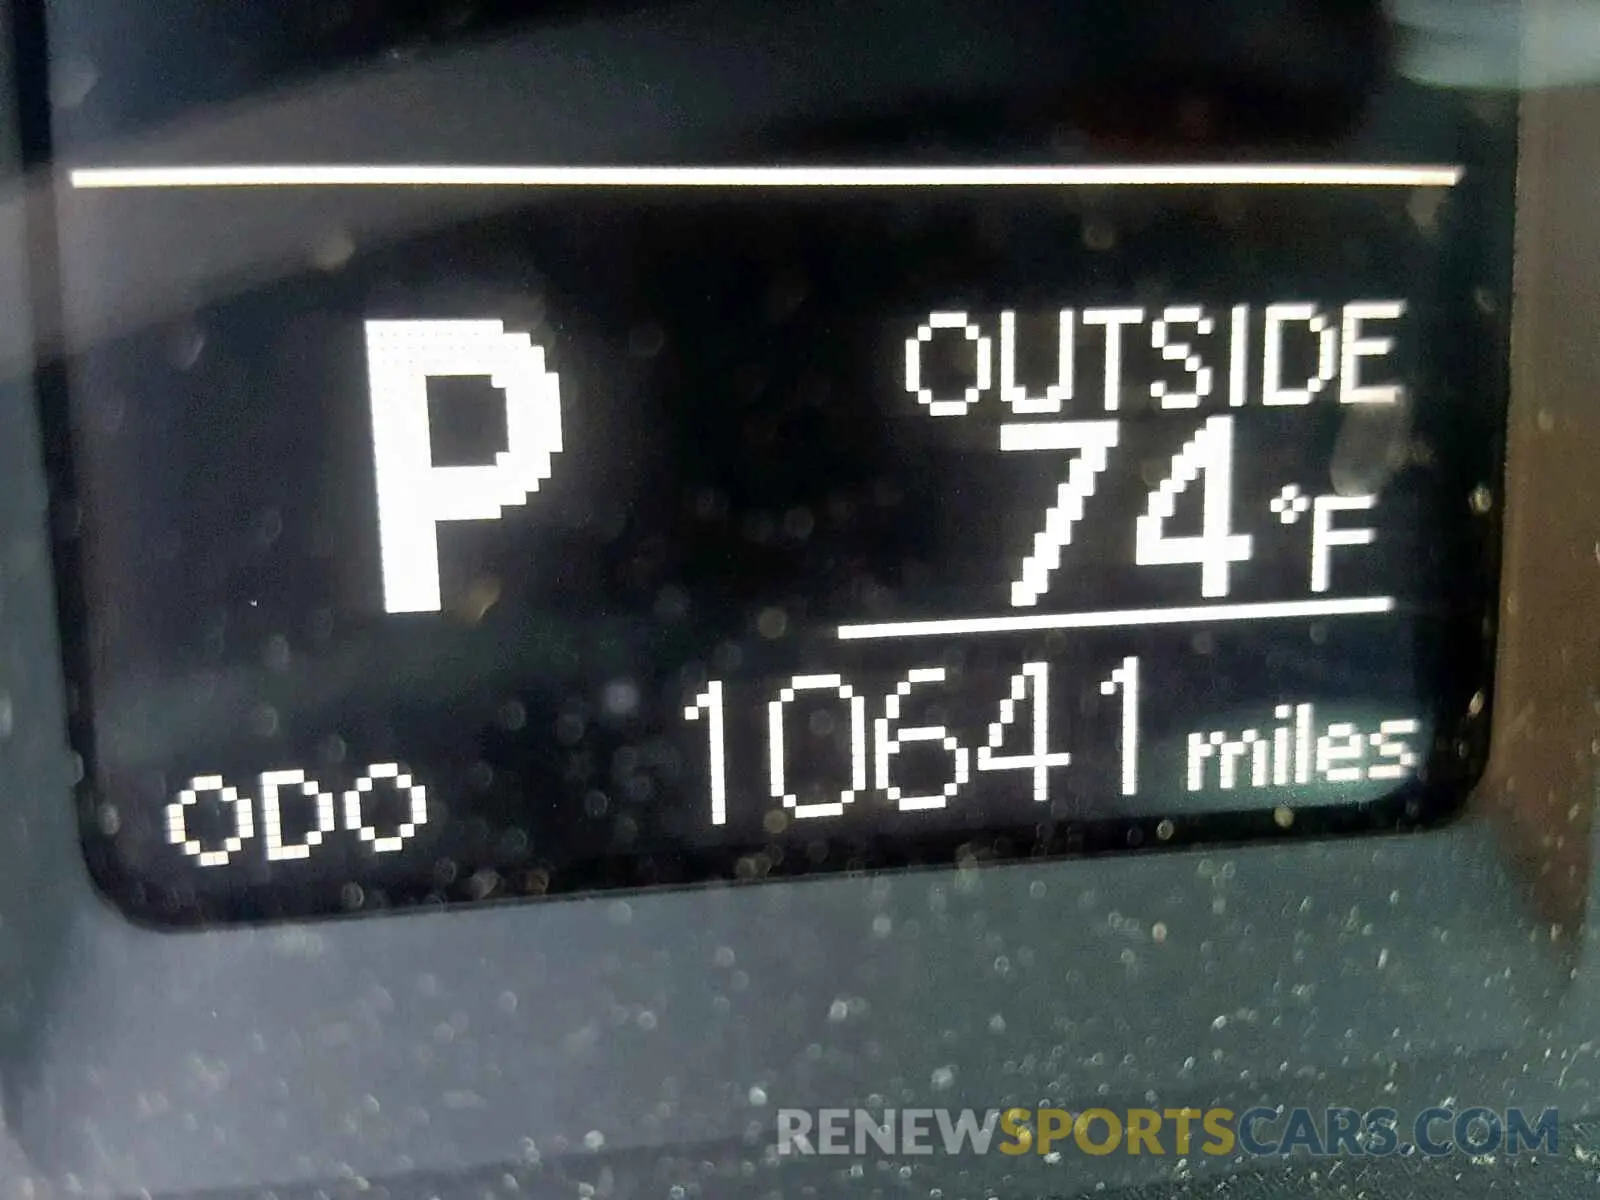 P
OUTSIDE
74 °F
ODO 10641 miles
RENEWSPORTSCARS.COM